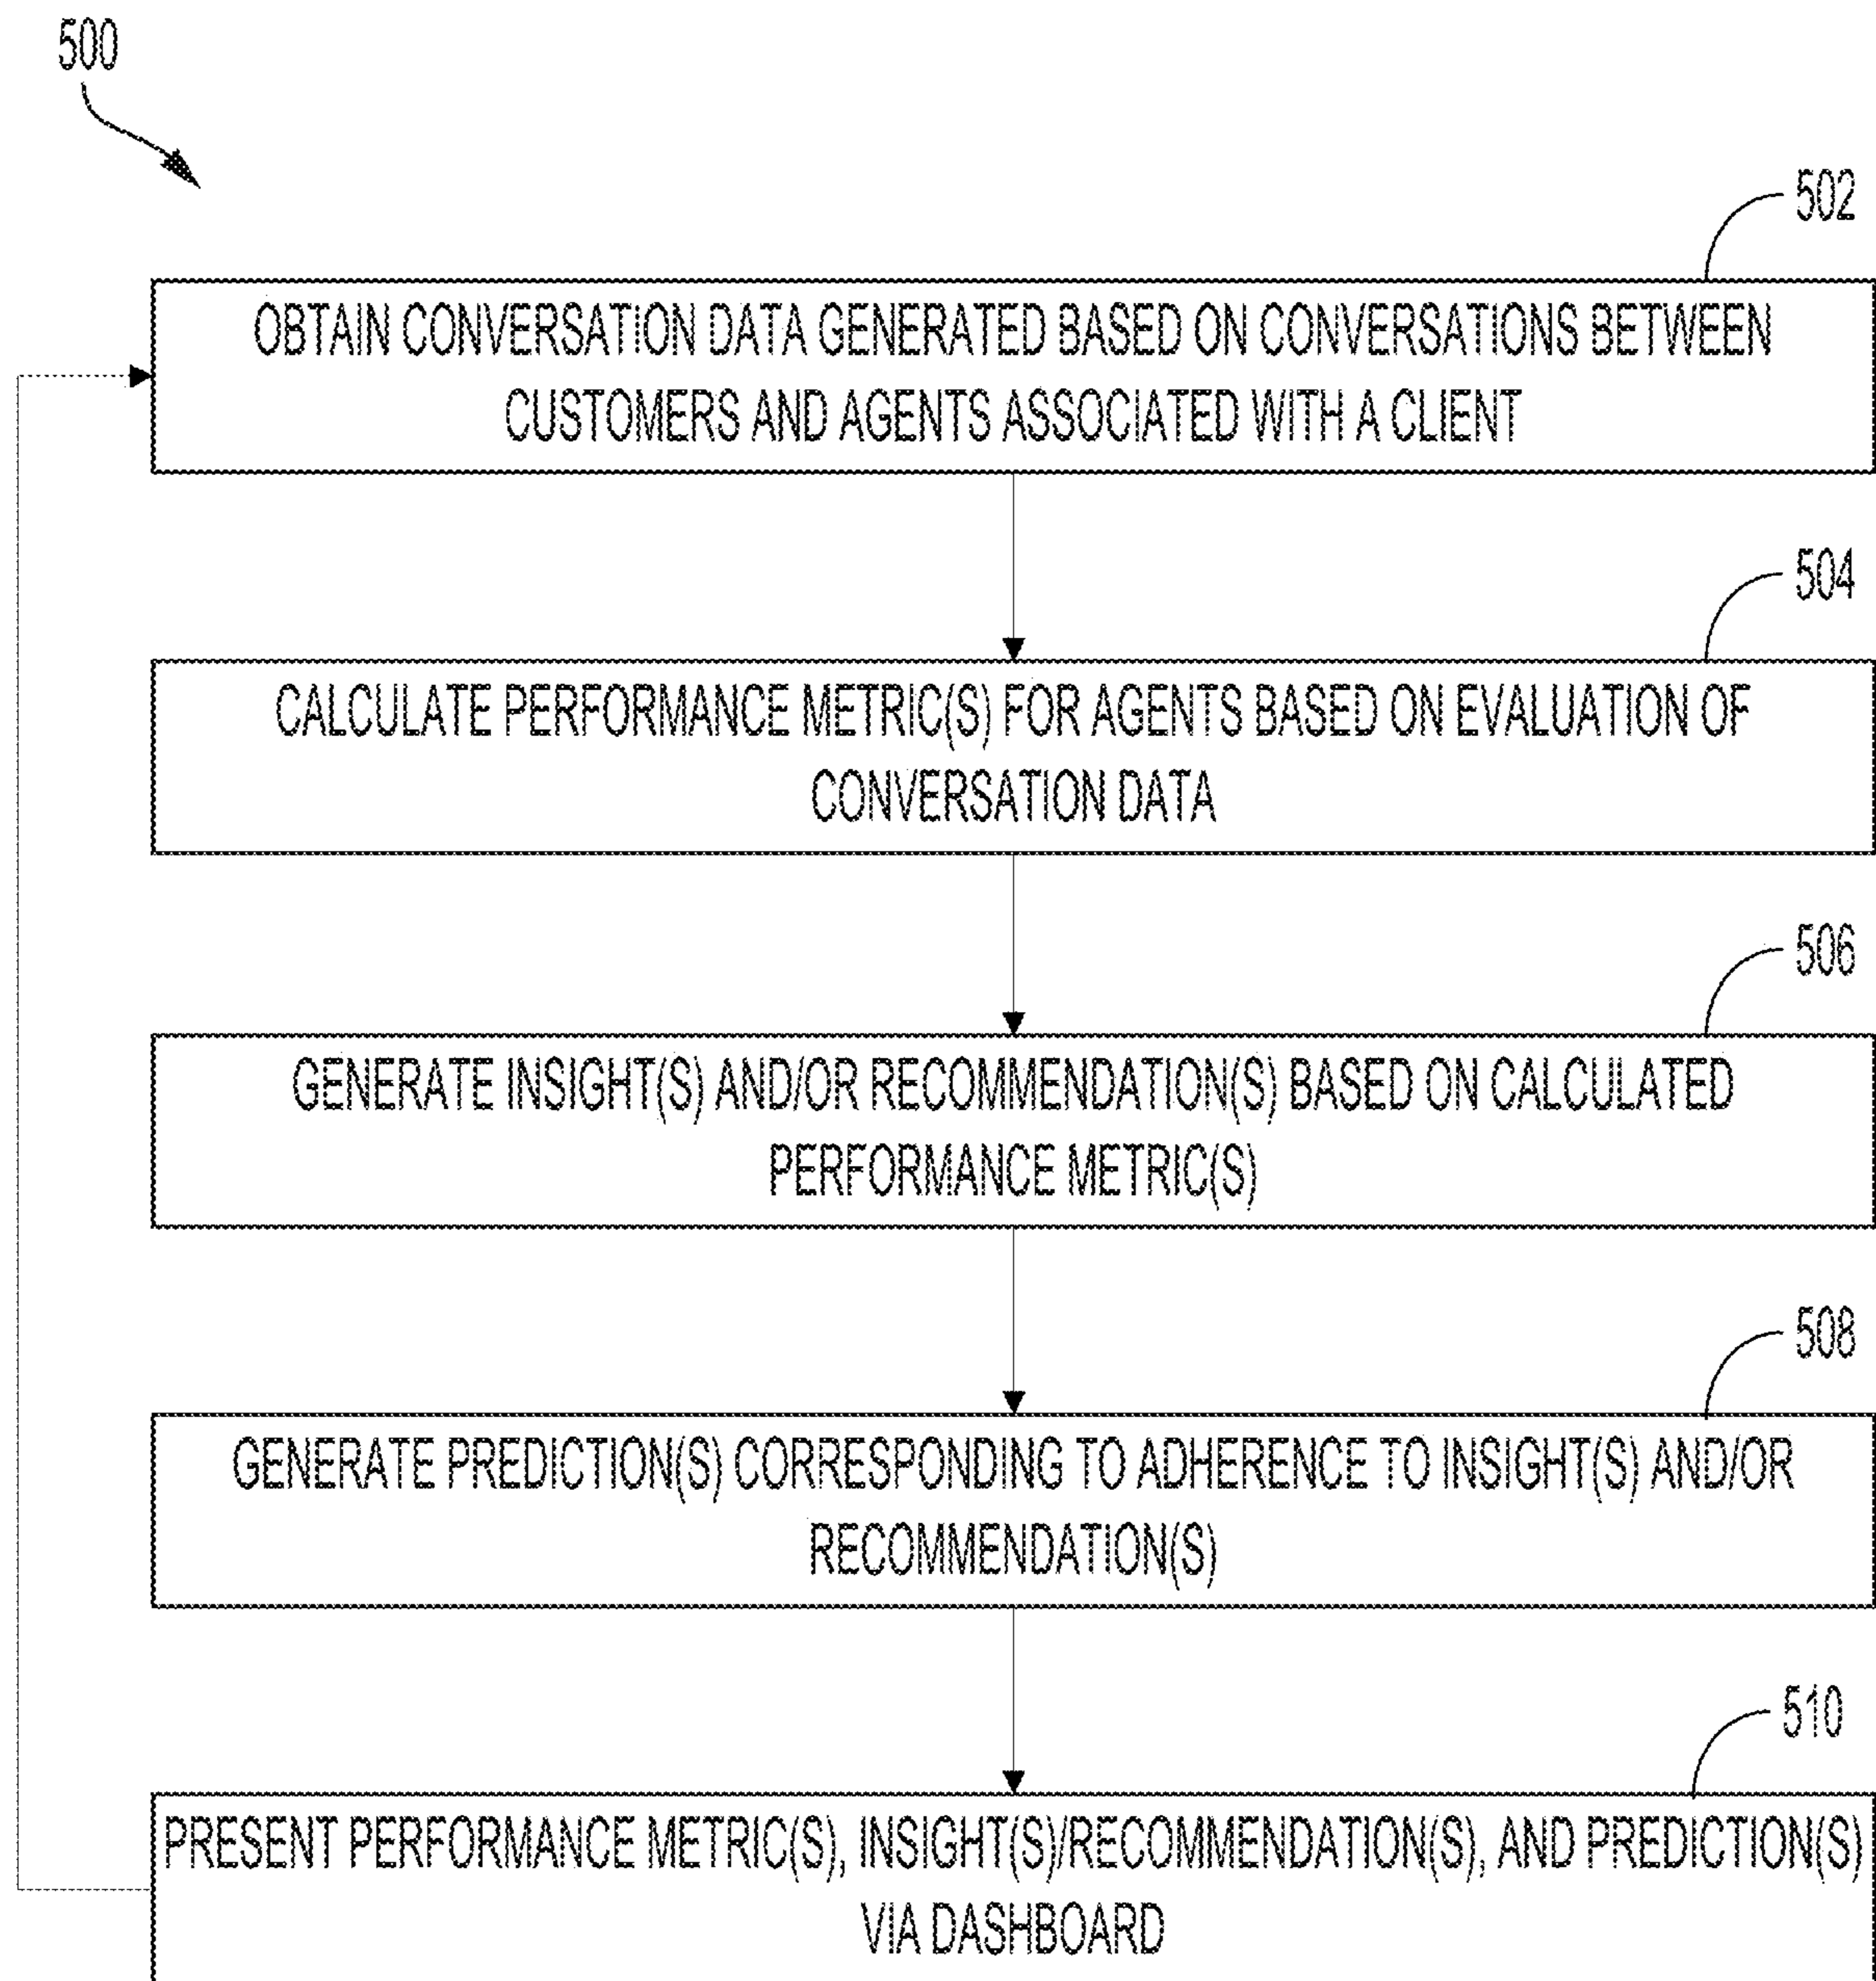 500
502
OBTAIN CONVERSATION DATA GENERATED BASED ON CONVERSATIONS BETWEEN
CUSTOMERS AND AGENTS ASSOCIATED WITH A CLIENT
504
CALCULATE PERFORMANCE METRIC(S) FOR AGENTS BASED ON EVALUATION OF
CONVERSATION DATA
506
GENERATE INSIGHT(S) AND/OR RECOMMENDATION(S) BASED ON CALCULATED
PERFORMANCE METRIC(S)
508
GENERATE PREDICTION(S) CORRESPONDING TO ADHERENCE TO INSIGHT(S) AND/OR
RECOMMENDATION(S)
510
PRESENT PERFORMANCE METRIC(S), INSIGHT(S)/RECOMMENDATION(S), AND PREDICTION(S)
VIA DASHBOARD